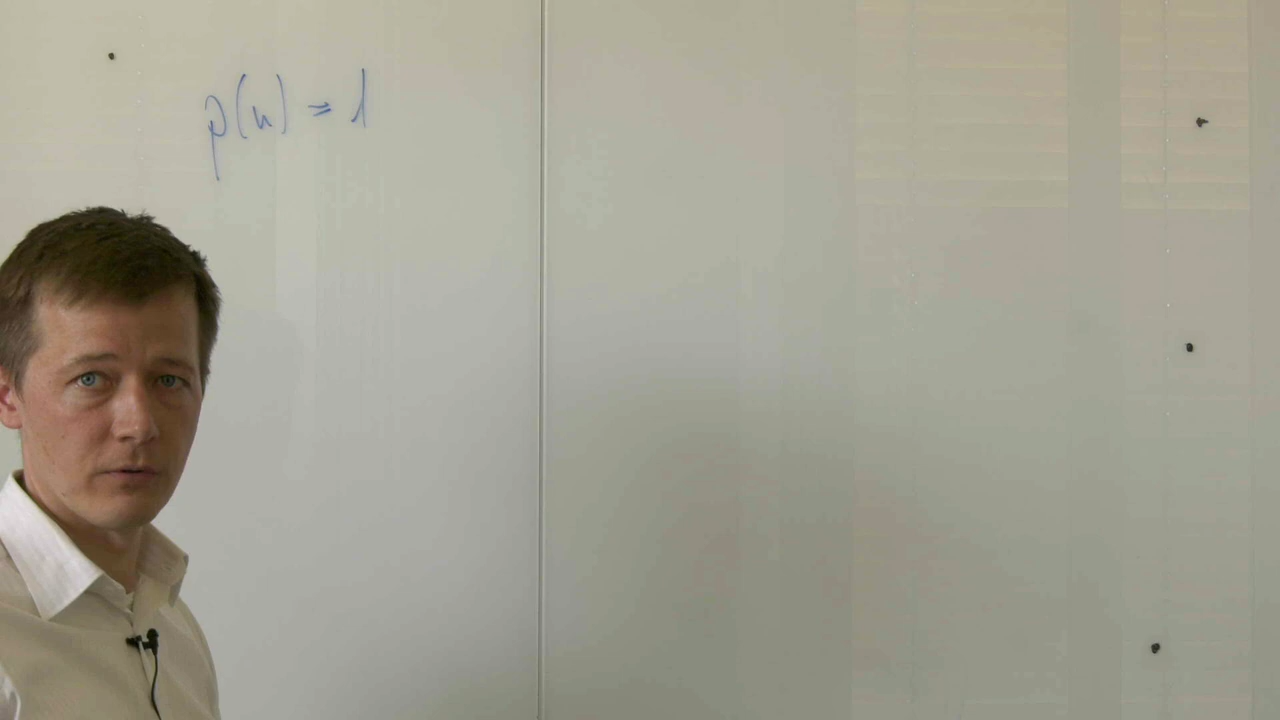 p(n) = 1